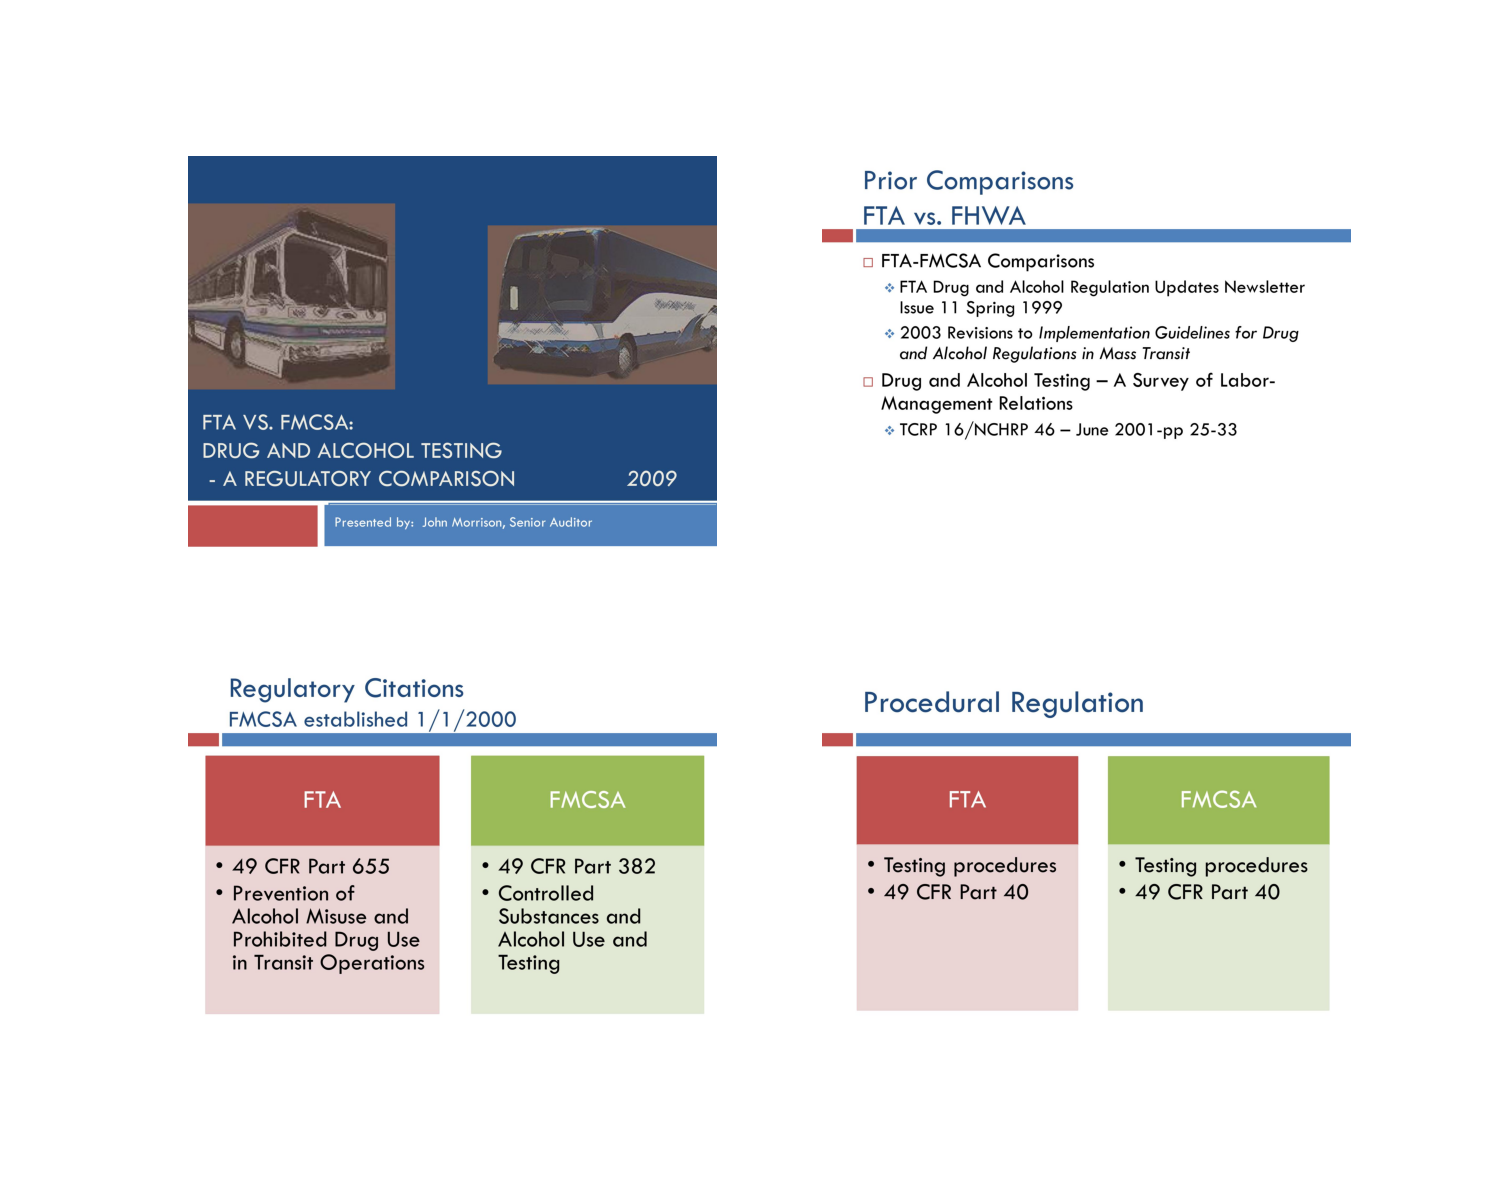 FTA VS. FMCSA:
DRUG AND ALCOHOL TESTING
- A REGULATORY COMPARISON 2009
Presented by: John Morrison, Senior Auditor
Prior Comparisons
FTA vs. FHWA
FTA-FMCSA Comparisons
FTA Drug and Alcohol Regulation Updates Newsletter
Issue 11 Spring 1999
2003 Revisions to Implementation Guidelines for Drug
and Alcohol Regulations in Mass Transit
Drug and Alcohol Testing – A Survey of Labor-
Management Relations
TCRP 16/NCHRP 46 – June 2001-pp 25-33
Regulatory Citations
FMCSA established 1/1/2000
FTA
• 49 CFR Part 655
• Prevention of
Alcohol Misuse and
Prohibited Drug Use
in Transit Operations
FMCSA
• 49 CFR Part 382
• Controlled
Substances and
Alcohol Use and
Testing
Procedural Regulation
FTA
• Testing procedures
• 49 CFR Part 40
FMCSA
• Testing procedures
• 49 CFR Part 40